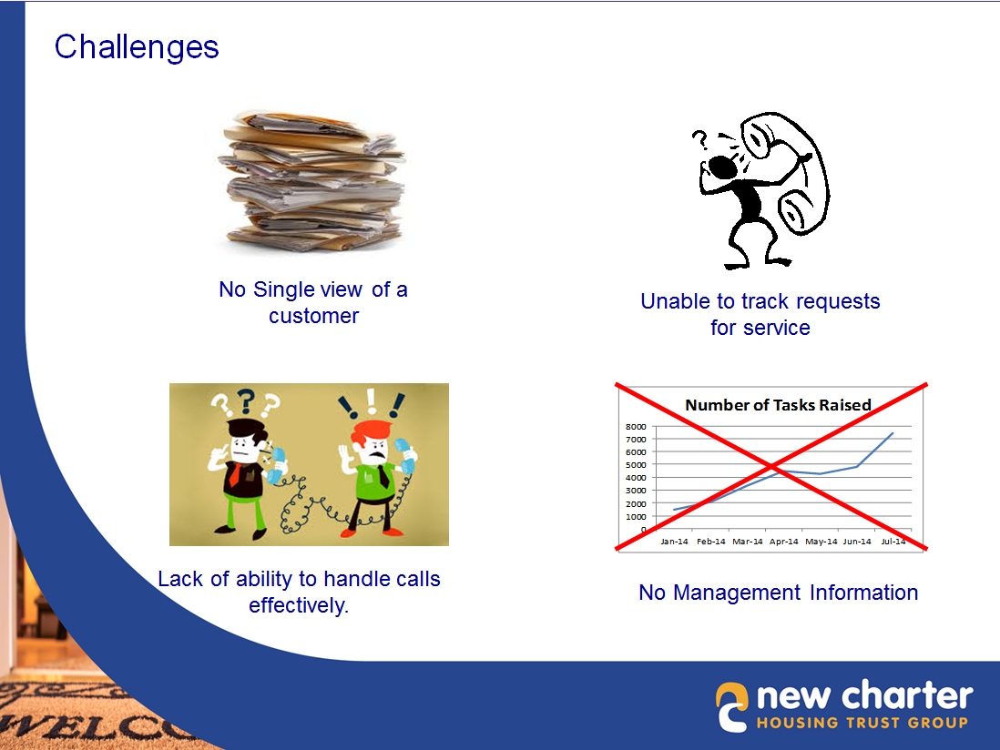 Challenges
No Single view of a
customer
Unable to track requests
for service
? ? ?
! ! !
?
Lack of ability to handle calls
effectively.
Number of Tasks Raised
8000
7000
6000
5000
4000
3000
2000
1000
0
Jan-14 Feb-14 Mar-14 Apr-14 May-14 Jun-14 Jul-14
No Management Information
WELCO
new charter
HOUSING TRUST GROUP